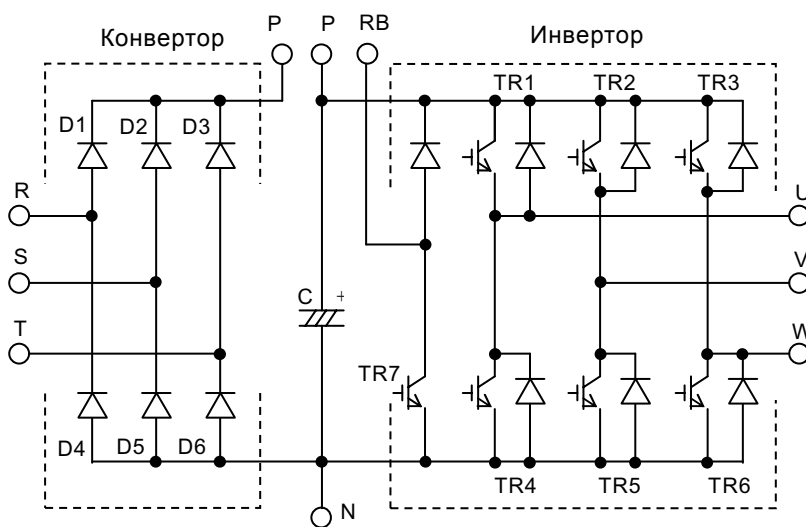 P P RB
Конвертор Инвертор
TR1 TR2 TR3
D1 D2 D3
R U
S V
C +
T W
TR7
D4 D5 D6
TR4 TR5 TR6
N